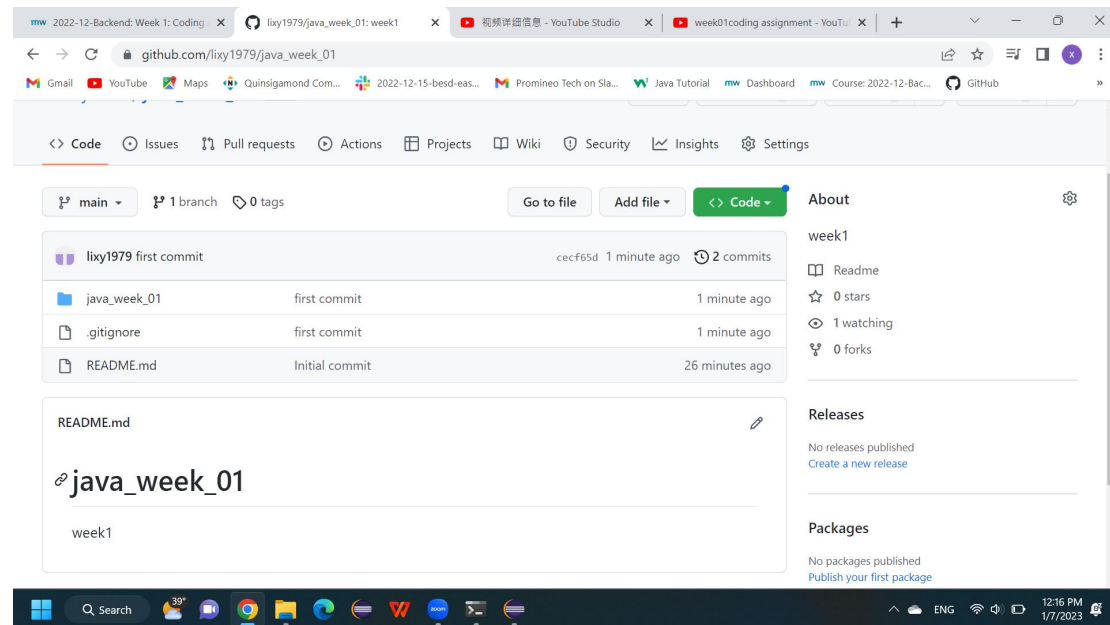 2022-12-Backend: Week 1: Coding
lixy1979/java_week_01: week1
视频详细信息 - YouTube Studio
week01coding assignment - YouTu
github.com/lixy1979/java_week_01
x
Gmail YouTube Maps Quinsigamond Com... 2022-12-15-besd-eas... Promineo Tech on Sla... Java Tutorial Dashboard Course: 2022-12-Bac... GitHub »
<> Code Issues Pull requests Actions Projects Wiki Security Insights Settings
main 1 branch 0 tags Go to file Add file <> Code
lixy1979 first commit cecf65d 1 minute ago 2 commits
java_week_01 first commit 1 minute ago
.gitignore first commit 1 minute ago
README.md Initial commit 26 minutes ago
README.md
java_week_01
week1
About
week1
Readme
0 stars
1 watching
0 forks
Releases
No releases published
Create a new release
Packages
No packages published
Publish your first package
Search 39° zoom ENG 12:16 PM
1/7/2023